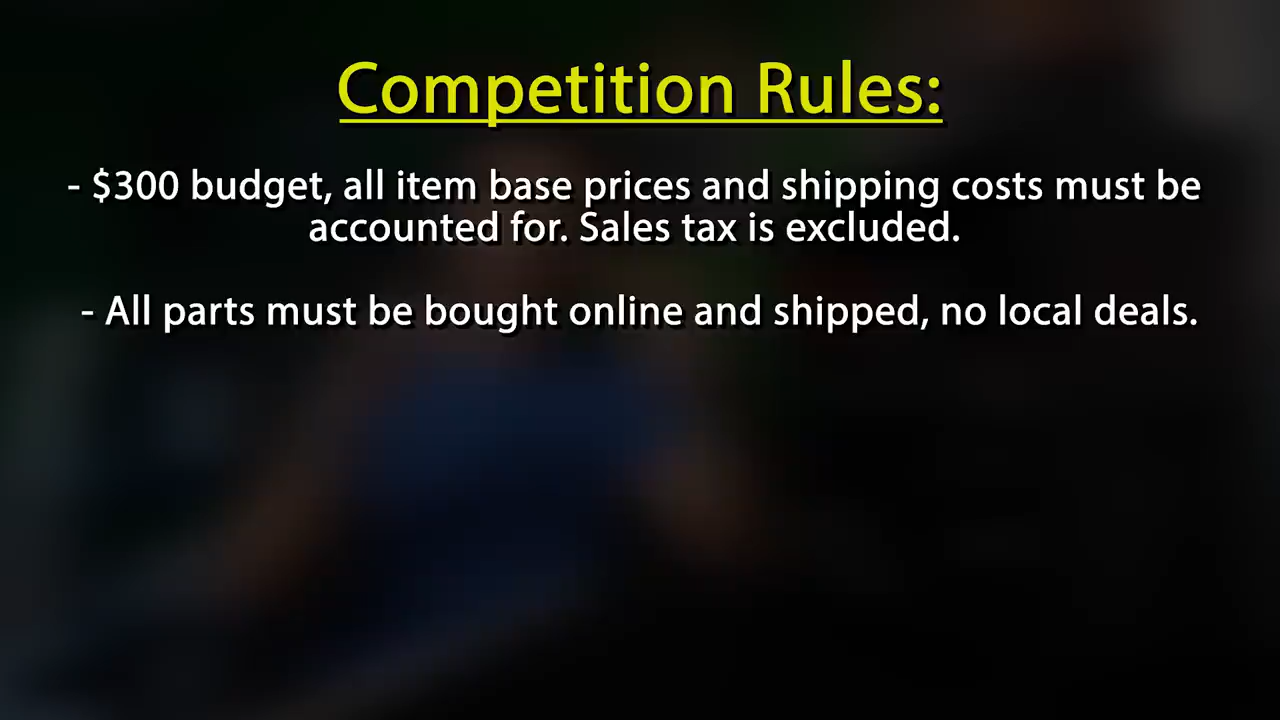 Competition Rules:
- $300 budget, all item base prices and shipping costs must be
accounted for. Sales tax is excluded.
- All parts must be bought online and shipped, no local deals.